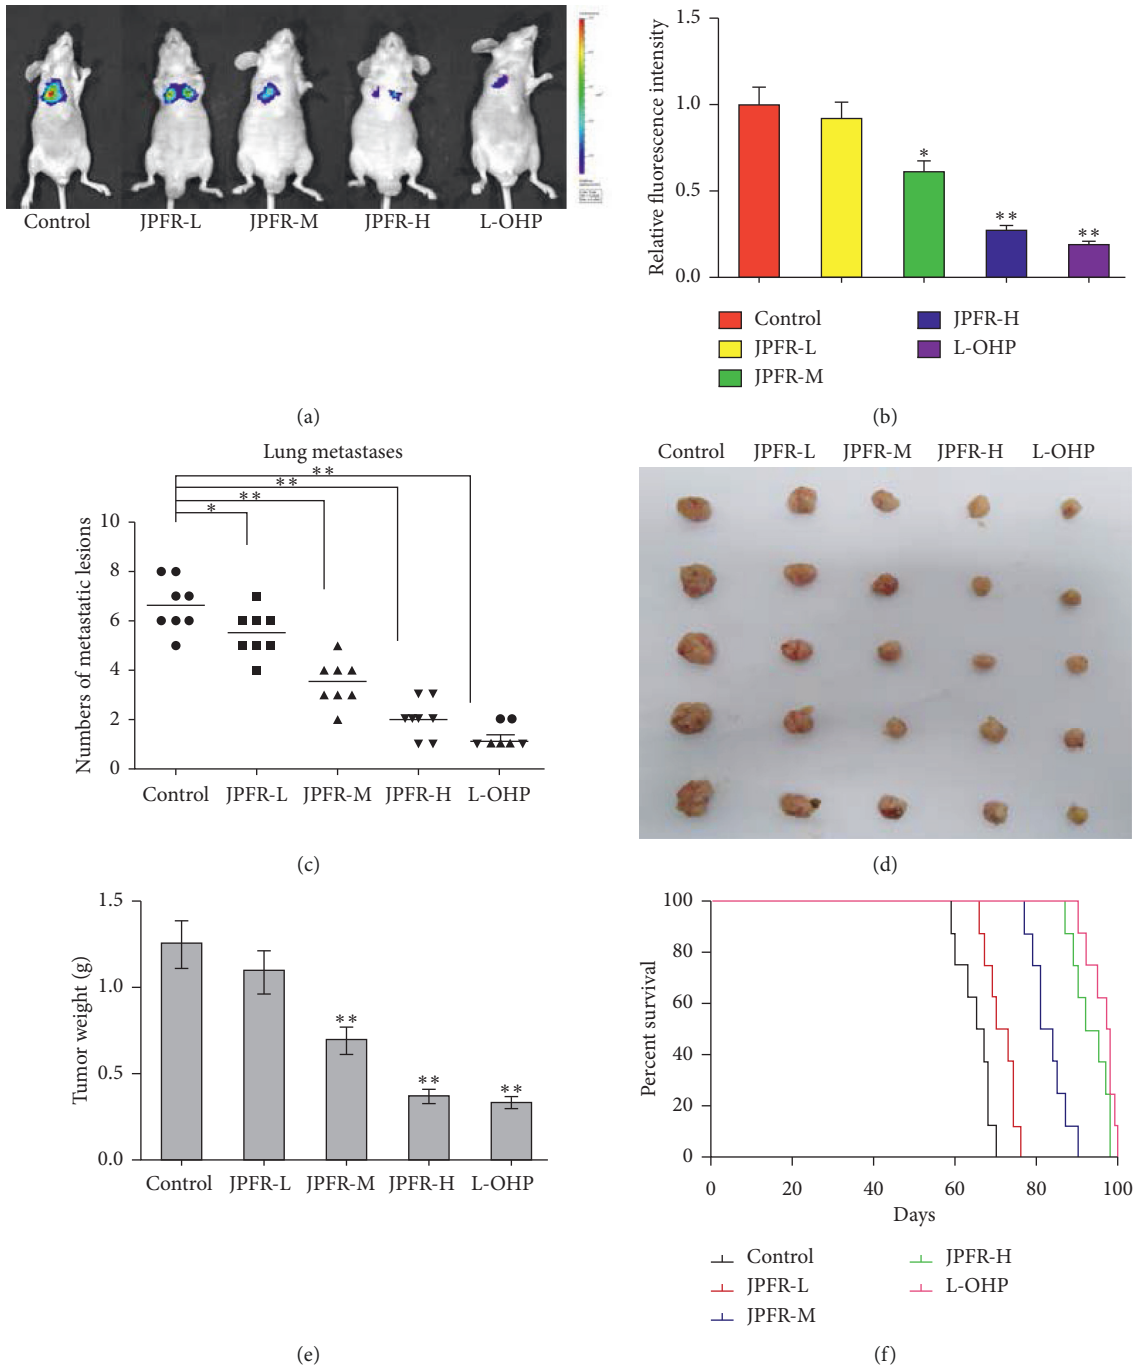 Control JPFR-L JPFR-M JPFR-H L-OHP
(a)
Relative fluorescence intensity
1.5
1.0
0.5
0.0
*
**
**
Control
JPFR-L
JPFR-M
JPFR-H
L-OHP
(b)
Lung metastases
**
**
**
*
Numbers of metastatic lesions
10
8
6
4
2
0
Control JPFR-L JPFR-M JPFR-H L-OHP
(c)
Control JPFR-L JPFR-M JPFR-H L-OHP
(d)
Tumor weight (g)
1.5
1.0
0.5
0.0
**
**
**
Control JPFR-L JPFR-M JPFR-H L-OHP
(e)
Percent survival
100
80
60
40
20
0
0 20 40 60 80 100
Days
Control
JPFR-L
JPFR-M
JPFR-H
L-OHP
(f)